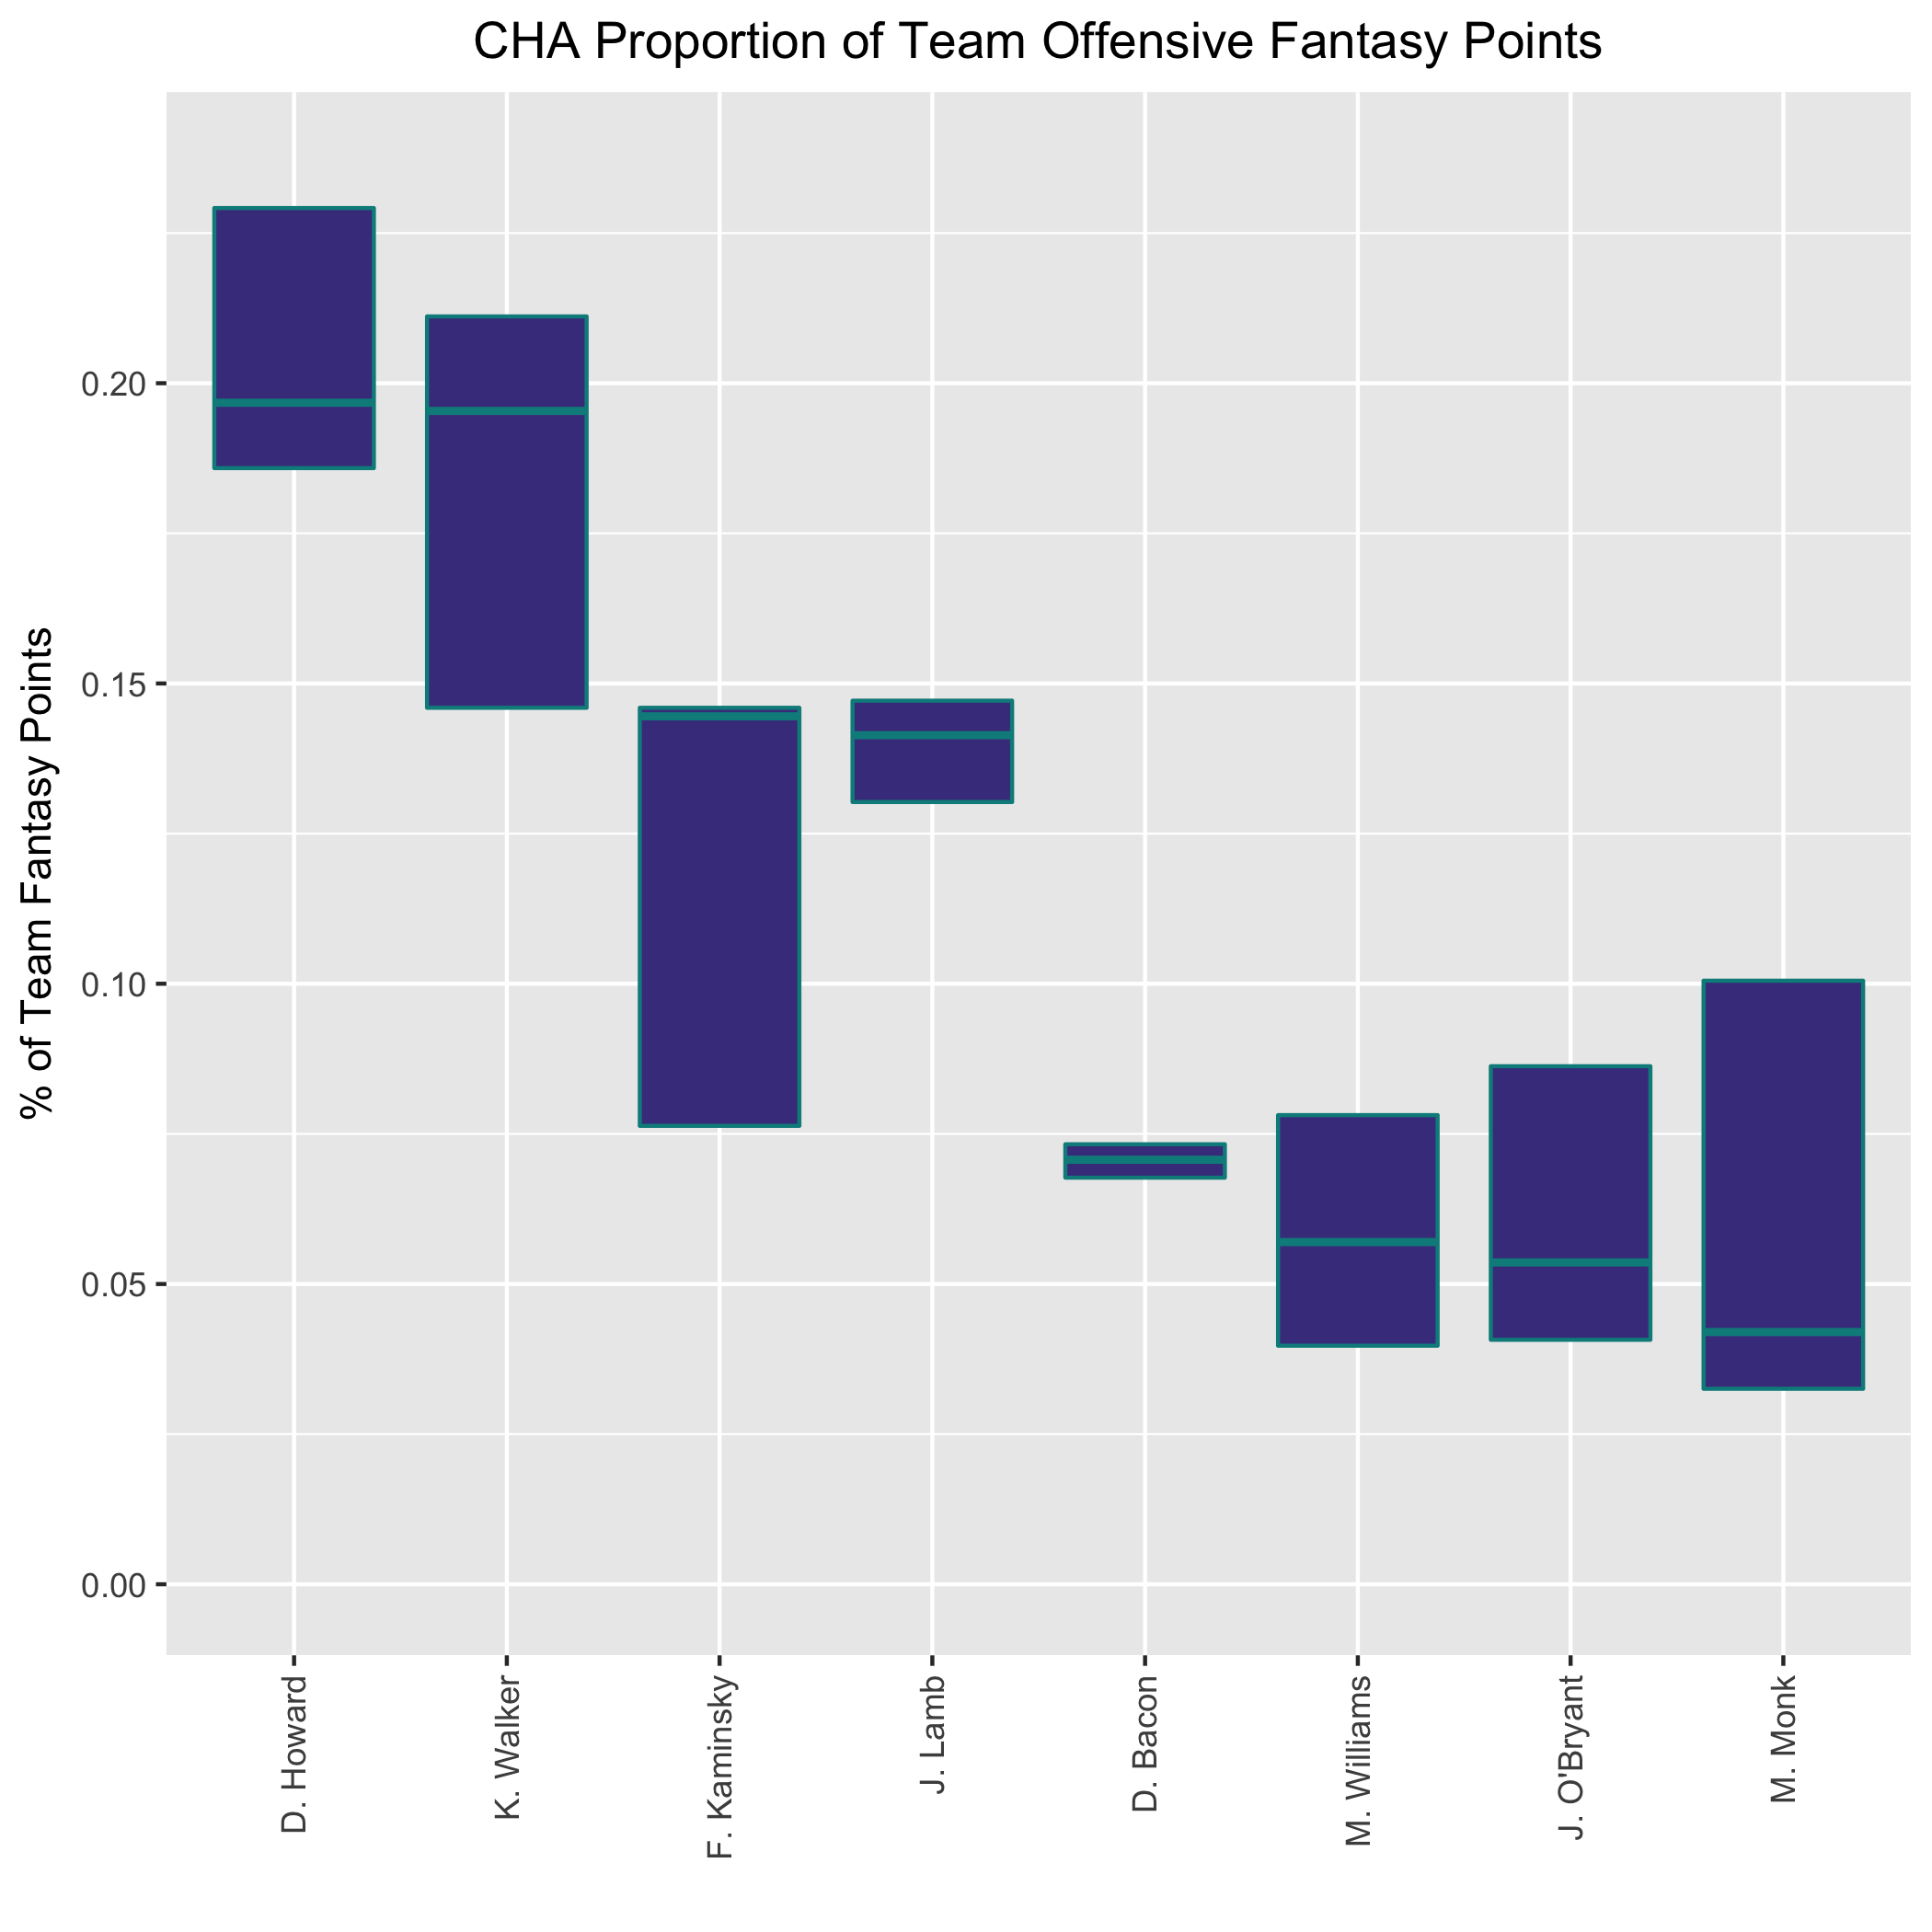 CHA Proportion of Team Offensive Fantasy Points
% of Team Fantasy Points
0.20
0.15
0.10
0.05
0.00
D. Howard
K. Walker
F. Kaminsky
J. Lamb
D. Bacon
M. Williams
J. O'Bryant
M. Monk